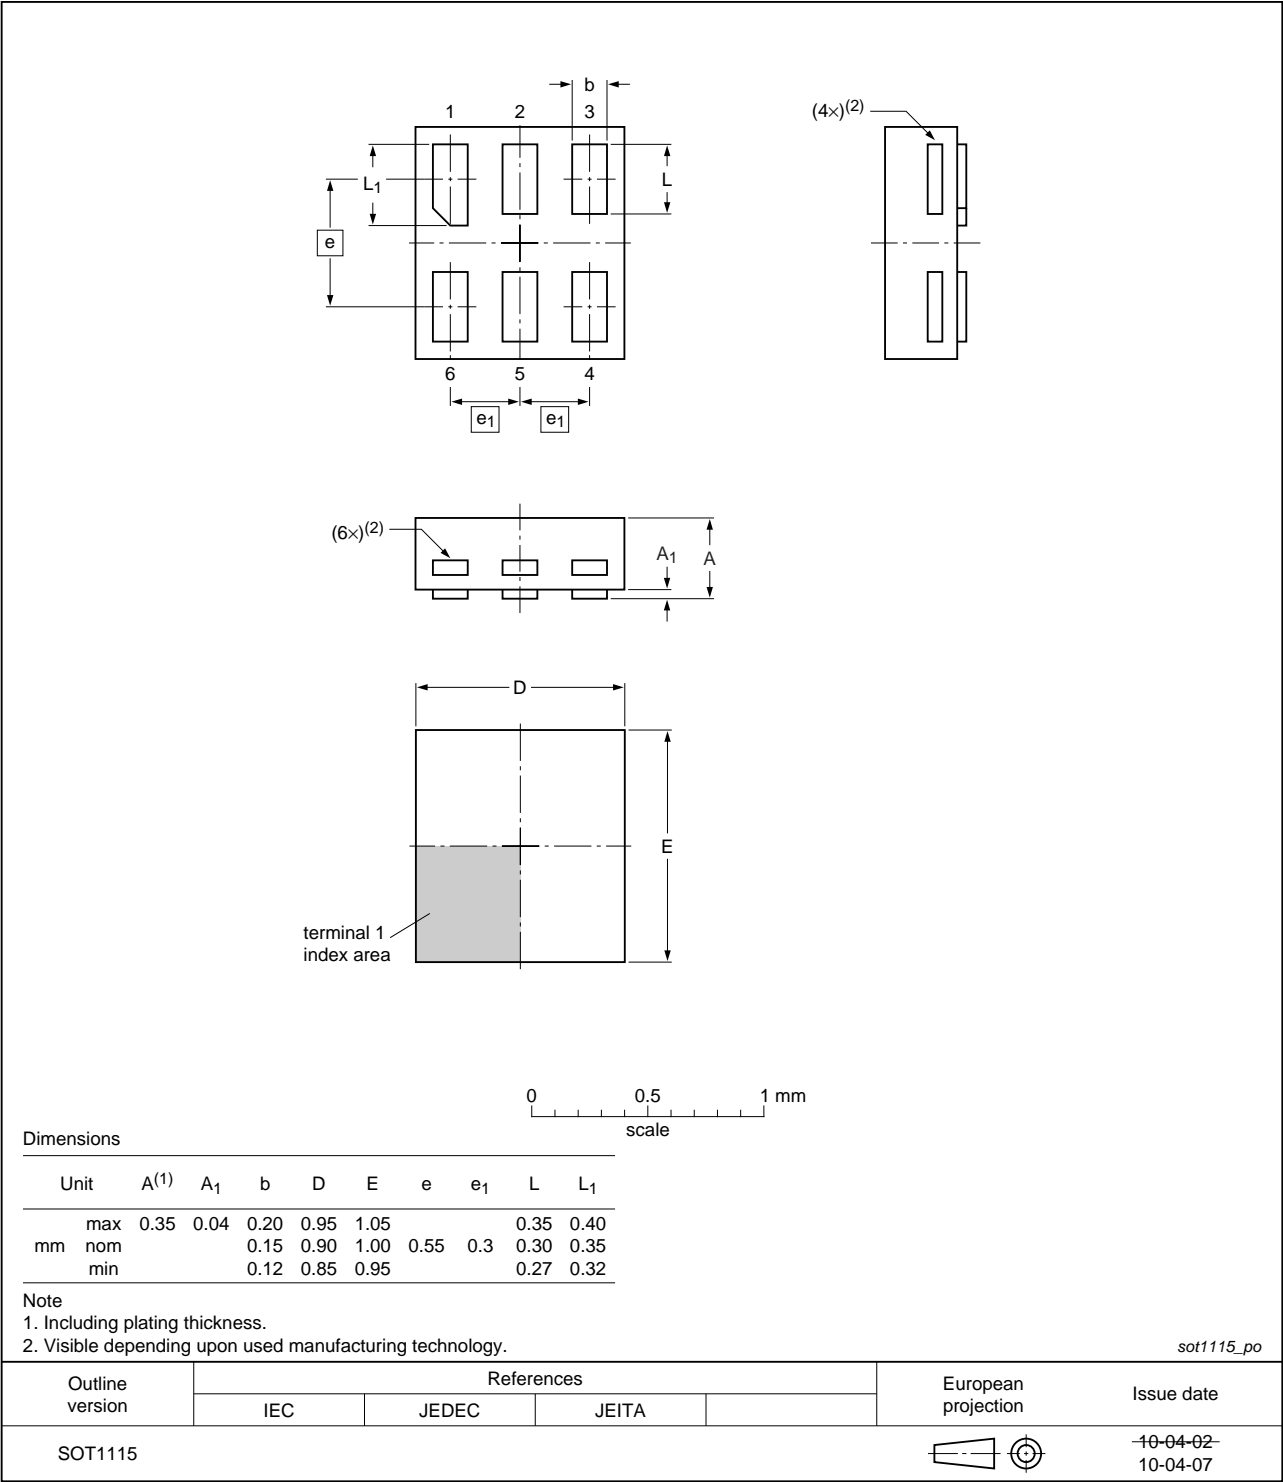 b
1 2 3
(4×)(2)
L1
L
e
6 5 4
e1 e1
(6×)(2)
A1 A
D
E
terminal 1
index area
0 0.5 1 mm
scale
Dimensions
Unit A(1) A1 b D E e e1 L L1
max 0.35 0.04 0.20 0.95 1.05 0.35 0.40
mm nom 0.15 0.90 1.00 0.55 0.3 0.30 0.35
min 0.12 0.85 0.95 0.27 0.32
Note
1. Including plating thickness.
2. Visible depending upon used manufacturing technology.
sot1115_po
Outline version References European projection Issue date
IEC JEDEC JEITA
SOT1115
10-04-02
10-04-07